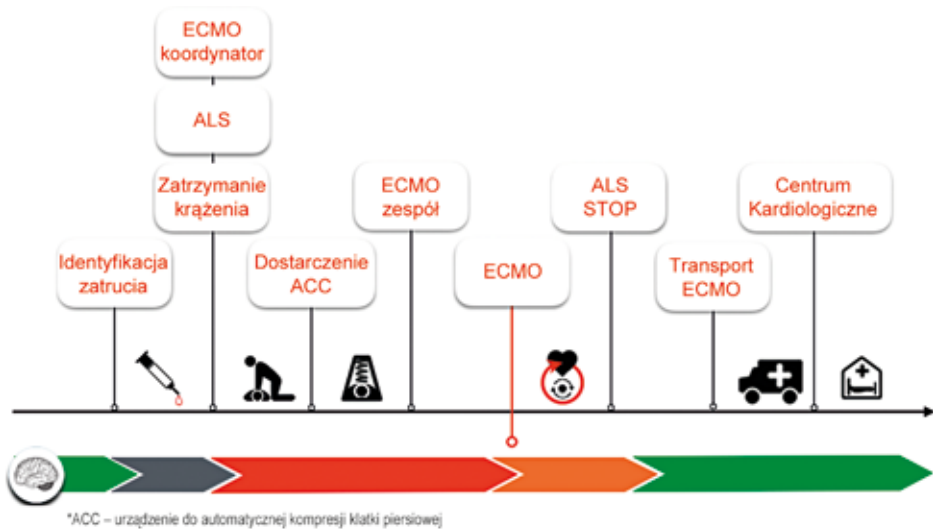 ECMO
koordynator
ALS
Zatrzymanie
krążenia
Identyfikacja
zatrucia
Dostarczenie
ACC
ECMO
zespół
ECMO
ALS
STOP
Transport
ECMO
Centrum
Kardiologiczne
*ACC – urządzenie do automatycznej kompresji klatki piersiowej